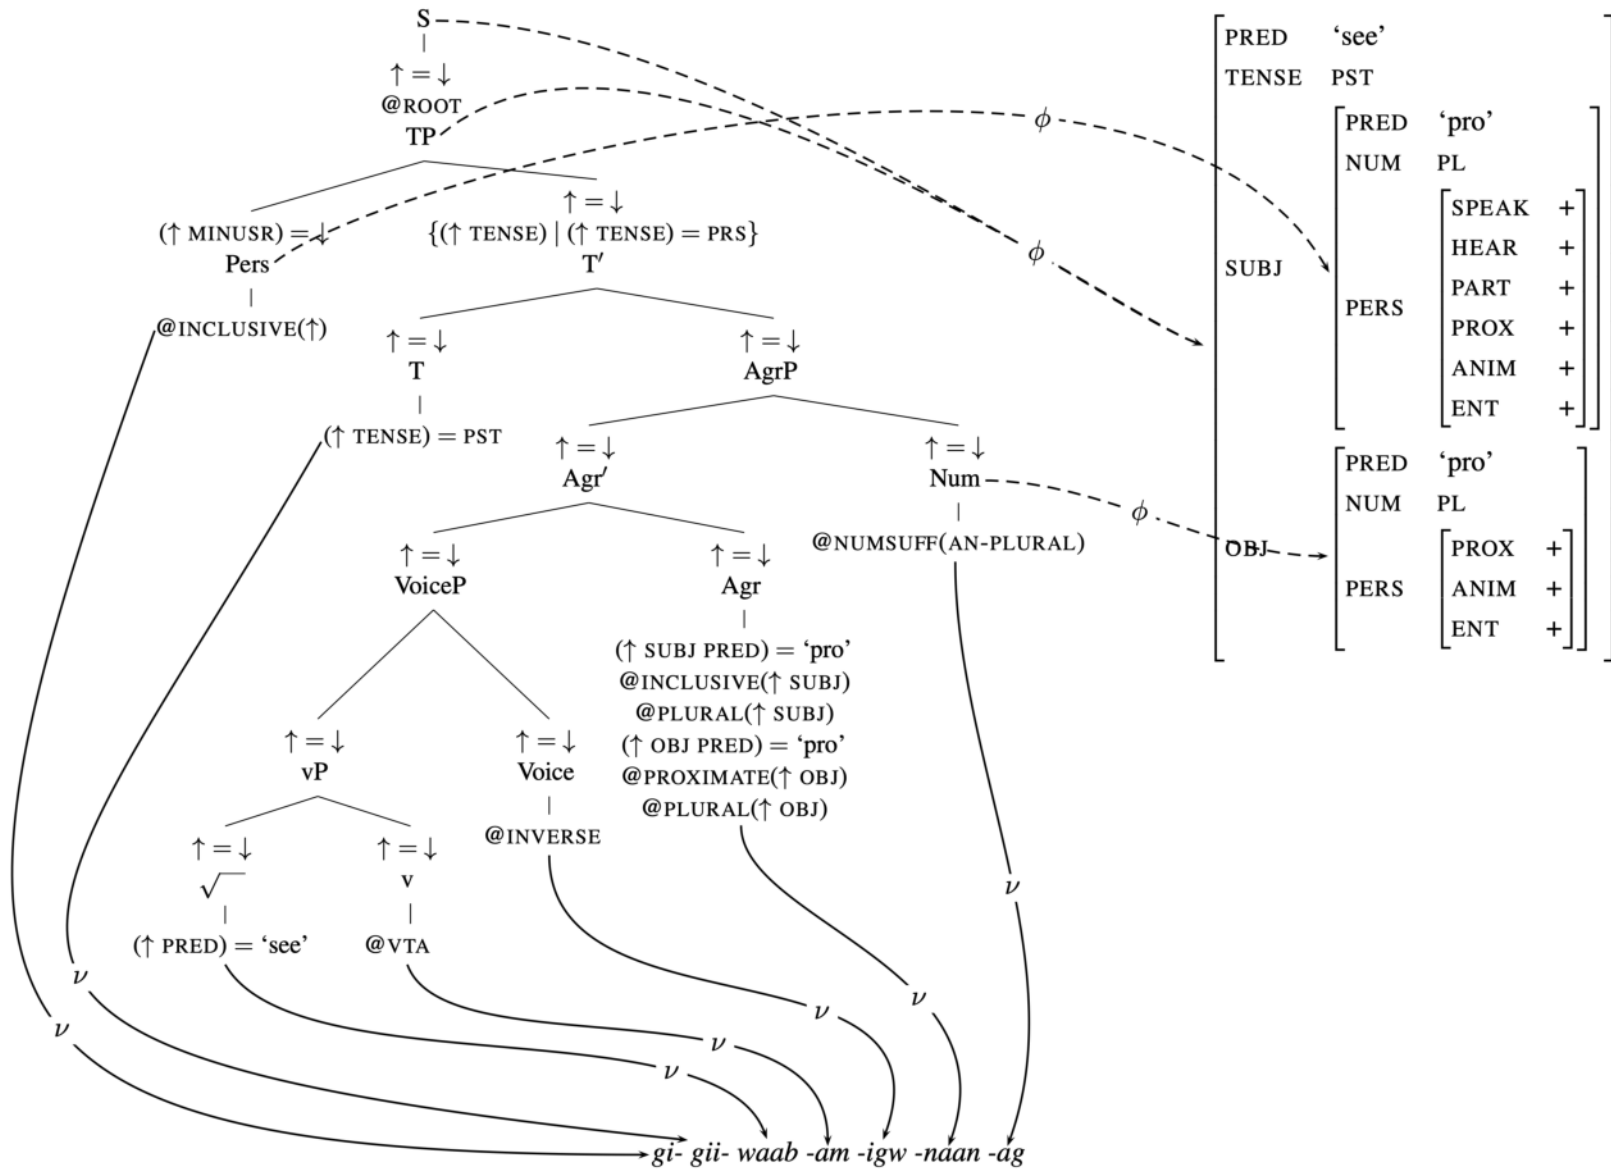 S
↑ = ↓
@ROOT
TP
(↑ MINUSR) = ↓
Pers
@INCLUSIVE(↑)
↑ = ↓
{(↑ TENSE) | (↑ TENSE) = PRS}
T′
↑ = ↓
T
(↑ TENSE) = PST
↑ = ↓
AgrP
↑ = ↓
Agr′
↑ = ↓
Num
@NUMSUFF(AN-PLURAL)
↑ = ↓
VoiceP
↑ = ↓
Agr
(↑ SUBJ PRED) = ‘pro’
@INCLUSIVE(↑ SUBJ)
@PLURAL(↑ SUBJ)
(↑ OBJ PRED) = ‘pro’
@PROXIMATE(↑ OBJ)
@PLURAL(↑ OBJ)
↑ = ↓
vP
↑ = ↓
Voice
@INVERSE
↑ = ↓
√
(↑ PRED) = ‘see’
↑ = ↓
v
@VTA
ν
ν
ν
ν
ν
ν
ν
gi- gii- waab -am -igw -naan -ag
ϕ
ϕ
ϕ
PRED ‘see’
TENSE PST
SUBJ
PRED ‘pro’
NUM PL
PERS
SPEAK +
HEAR +
PART +
PROX +
ANIM +
ENT +
OBJ
PRED ‘pro’
NUM PL
PERS
PROX +
ANIM +
ENT +